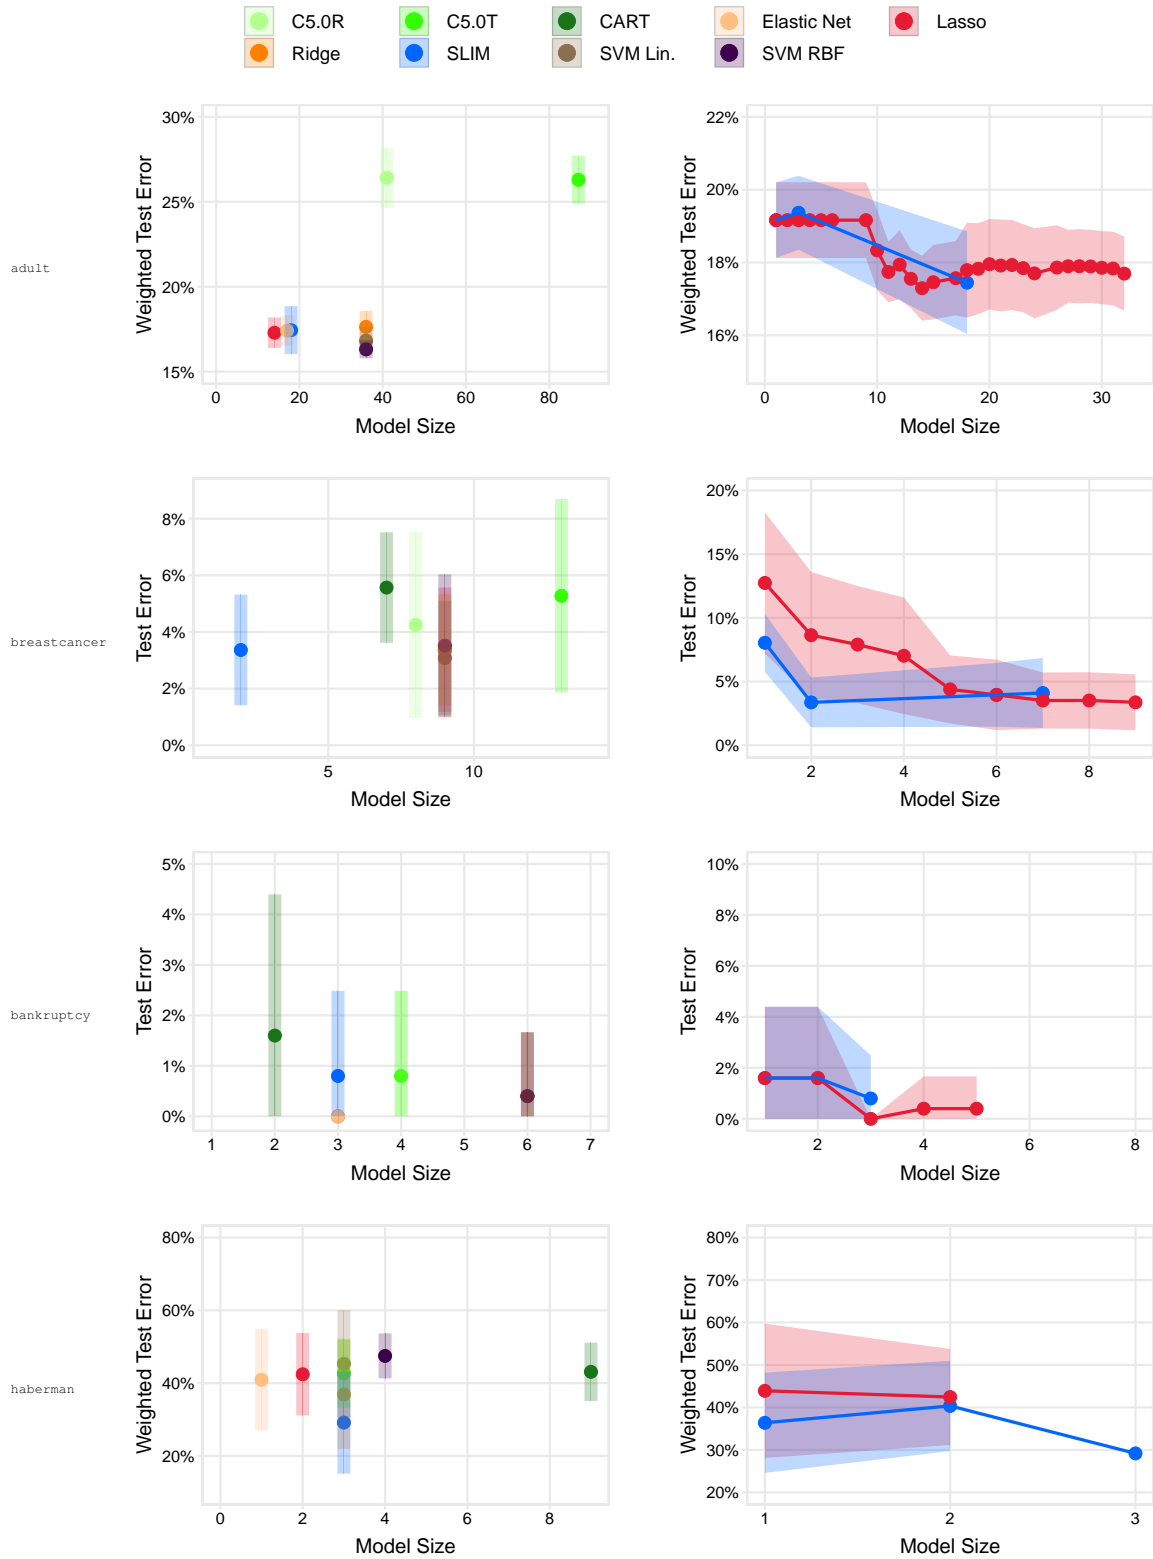 C5.0R C5.0T CART Elastic Net Lasso
Ridge SLIM SVM Lin. SVM RBF
adult
Weighted Test Error
30%
25%
20%
15%
0 20 40 60 80
Model Size
Weighted Test Error
22%
20%
18%
16%
0 10 20 30
Model Size
breastcancer
Test Error
8%
6%
4%
2%
0%
5 10
Model Size
Test Error
20%
15%
10%
5%
0%
2 4 6 8
Model Size
bankruptcy
Test Error
5%
4%
3%
2%
1%
0%
1 2 3 4 5 6 7
Model Size
Test Error
10%
8%
6%
4%
2%
0%
2 4 6 8
Model Size
haberman
Weighted Test Error
80%
60%
40%
20%
0 2 4 6 8
Model Size
Weighted Test Error
80%
70%
60%
50%
40%
30%
20%
1 2 3
Model Size